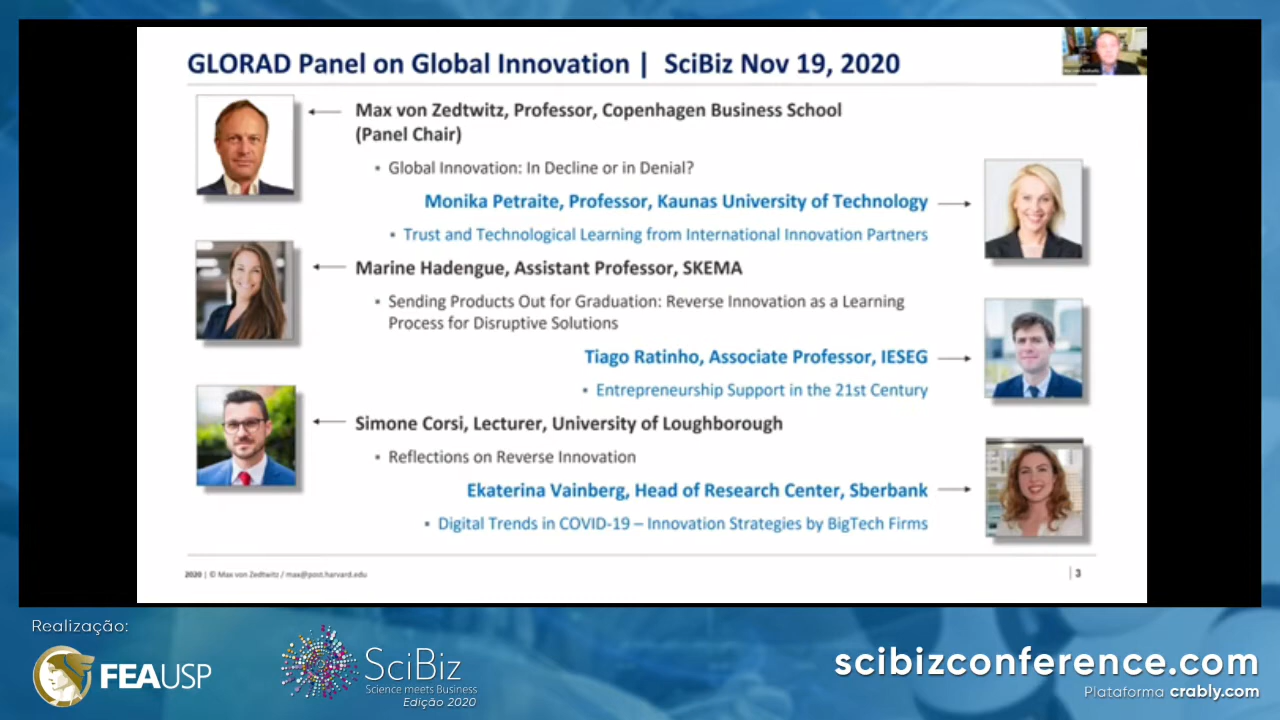 GLORAD Panel on Global Innovation | SciBiz Nov 19, 2020
Max von Zedtwitz, Professor, Copenhagen Business School
(Panel Chair)
▪ Global Innovation: In Decline or in Denial?
Monika Petraite, Professor, Kaunas University of Technology
▪ Trust and Technological Learning from International Innovation Partners
Marine Hadengue, Assistant Professor, SKEMA
▪ Sending Products Out for Graduation: Reverse Innovation as a Learning
Process for Disruptive Solutions
Tiago Ratinho, Associate Professor, IESEG
▪ Entrepreneurship Support in the 21st Century
Simone Corsi, Lecturer, University of Loughborough
▪ Reflections on Reverse Innovation
Ekaterina Vainberg, Head of Research Center, Sberbank
▪ Digital Trends in COVID-19 – Innovation Strategies by BigTech Firms
2020 | © Max von Zedtwitz / max@post.harvard.edu
| 3
Realização:
FEAUSP
SciBiz
Science meets Business
Edição 2020
scibizconference.com
Plataforma crably.com